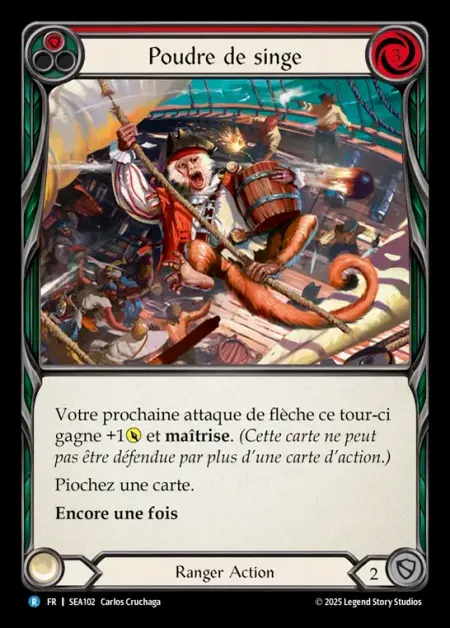 Poudre de singe
3
Votre prochaine attaque de flèche ce tour-ci
gagne +1 et maîtrise. (Cette carte ne peut
pas être défendue par plus d'une carte d'action.)
Piochez une carte.
Encore une fois
Ranger Action
2
R FR | SEA102 Carlos Cruchaga
© 2025 Legend Story Studios